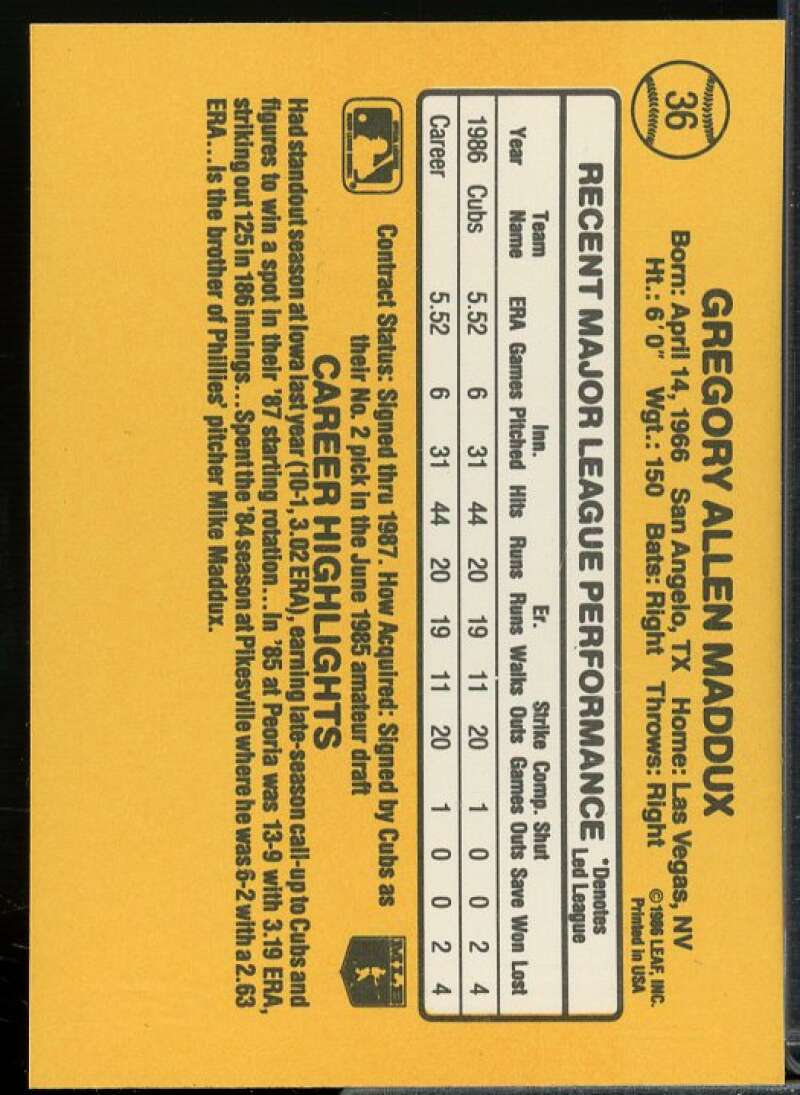 36
GREGORY ALLEN MADDUX
Born: April 14, 1966 San Angelo, TX Home: Las Vegas, NV
Ht.: 6'0" Wgt.: 150 Bats: Right Throws: Right
©1986 LEAF, INC.
Printed in USA
RECENT MAJOR LEAGUE PERFORMANCE
*Denotes
Led League
Team Inn. Er. Strike Comp. Shut
Year Name ERA Games Pitched Hits Runs Runs Walks Outs Games Outs Save Won Lost
1986 Cubs 5.52 6 31 44 20 19 11 20 1 0 0 2 4
Career 5.52 6 31 44 20 19 11 20 1 0 0 2 4
Contract Status: Signed thru 1987. How Acquired: Signed by Cubs as
their No. 2 pick in the June 1985 amateur draft
MLB
CAREER HIGHLIGHTS
Had standout season at Iowa last year (10-1, 3.02 ERA), earning late-season call-up to Cubs and
figures to win a spot in their '87 starting rotation...In '85 at Peoria was 13-9 with 3.19 ERA,
striking out 125 in 186 innings...Spent the '84 season at Pikesville where he was 6-2 with a 2.63
ERA...Is the brother of Phillies' pitcher Mike Maddux.